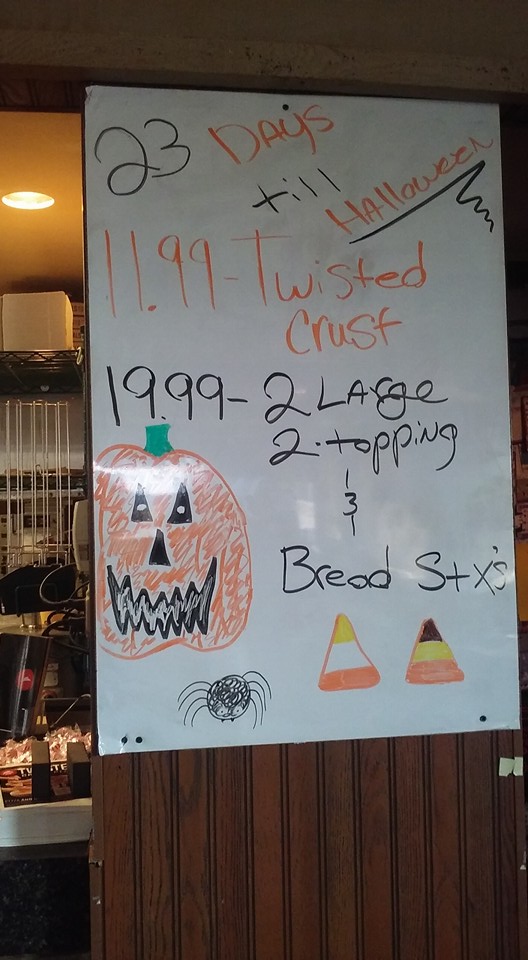 23 Days
till
Halloween
11.99-Twisted
Crust
19.99-2 Large
2-topping
&
Bread Stx's